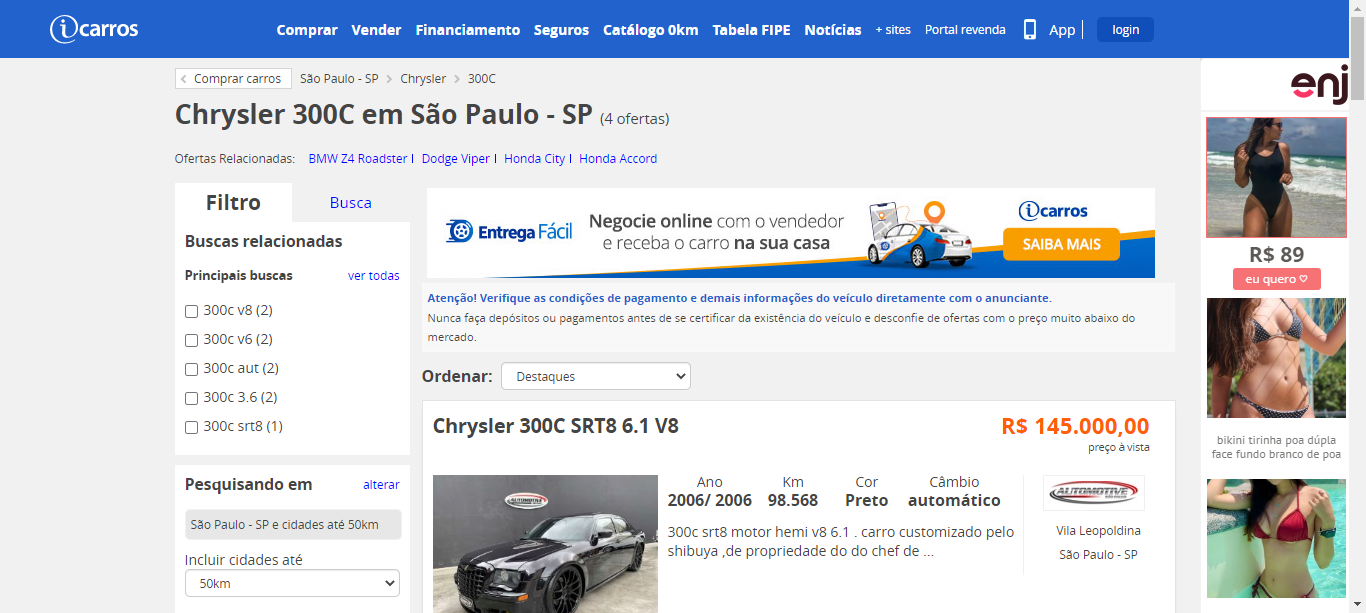 icarros
Comprar Vender Financiamento Seguros Catálogo 0km Tabela FIPE Notícias + sites Portal revenda App login
Comprar carros São Paulo - SP Chrysler 300C
Chrysler 300C em São Paulo - SP (4 ofertas)
Ofertas Relacionadas: BMW Z4 Roadster | Dodge Viper | Honda City | Honda Accord
Filtro Busca
Buscas relacionadas
Principais buscas ver todas
300c v8 (2)
300c v6 (2)
300c aut (2)
300c 3.6 (2)
300c srt8 (1)
Pesquisando em alterar
São Paulo - SP e cidades até 50km
Incluir cidades até
50km
Entrega Fácil
Negocie online com o vendedor
e receba o carro na sua casa
icarros
SAIBA MAIS
Atenção! Verifique as condições de pagamento e demais informações do veículo diretamente com o anunciante.
Nunca faça depósitos ou pagamentos antes de se certificar da existência do veículo e desconfie de ofertas com o preço muito abaixo do
mercado.
Ordenar: Destaques
Chrysler 300C SRT8 6.1 V8
R$ 145.000,00
preço à vista
AUTOMOTIVE
Ano Km Cor Câmbio
2006/ 2006 98.568 Preto automático
300c srt8 motor hemi v8 6.1 . carro customizado pelo
shibuya ,de propriedade do do chef de ...
AUTOMOTIVE
Vila Leopoldina
São Paulo - SP
enj
R$ 89
eu quero
bikini tirinha poa dúpla
face fundo branco de poa